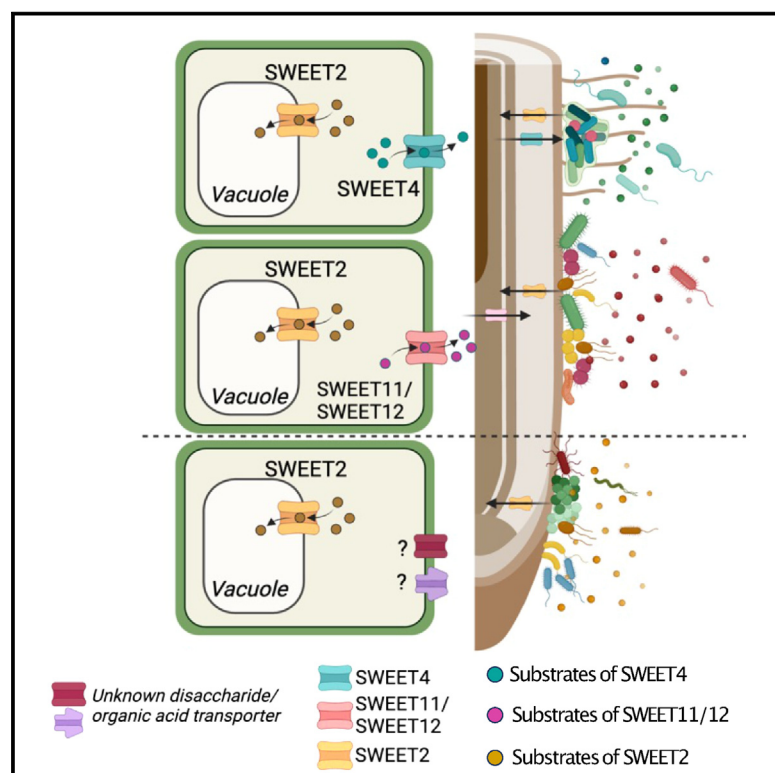 SWEET2
Vacuole
SWEET4
SWEET2
Vacuole
SWEET11/
SWEET12
SWEET2
?
?
Vacuole
Unknown disaccharide/
organic acid transporter
SWEET4
SWEET11/
SWEET12
SWEET2
Substrates of SWEET4
Substrates of SWEET11/12
Substrates of SWEET2